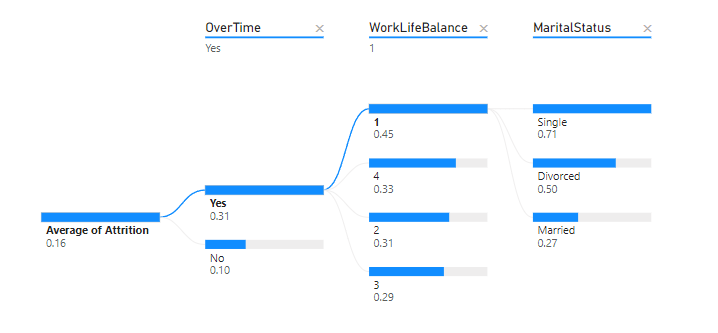 OverTime
Yes
WorkLifeBalance
1
MaritalStatus
Average of Attrition
0.16
Yes
0.31
No
0.10
1
0.45
4
0.33
2
0.31
3
0.29
Single
0.71
Divorced
0.50
Married
0.27